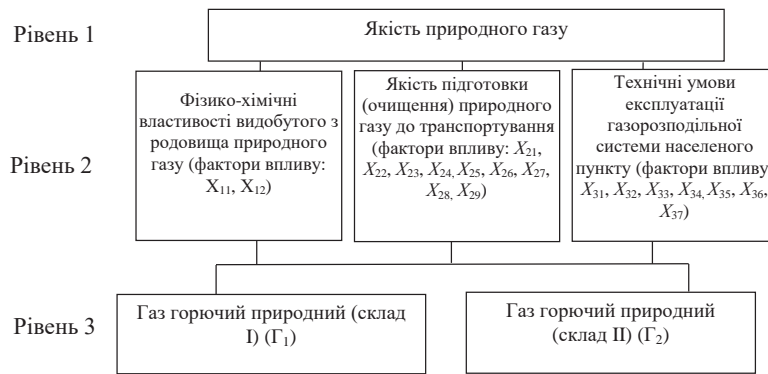 Рівень 1
Якість природного газу
Рівень 2
Фізико-хімічні
властивості видобутого з
родовища природного
газу (фактори впливу:
X₁₁, X₁₂)
Якість підготовки
(очищення) природного
газу до транспортування
(фактори впливу: X₂₁,
X₂₂, X₂₃, X₂₄, X₂₅, X₂₆, X₂₇,
X₂₈, X₂₉)
Технічні умови
експлуатації
газорозподільної
системи населеного
пункту (фактори впливу
X₃₁, X₃₂, X₃₃, X₃₄, X₃₅, X₃₆,
X₃₇)
Рівень 3
Газ горючий природний (склад
I) (Г₁)
Газ горючий природний
(склад II) (Г₂)